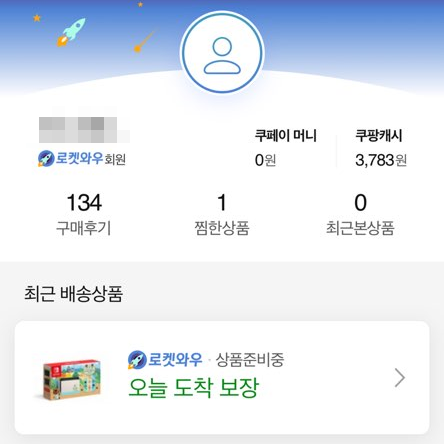 쿠페이 머니
쿠팡캐시
로켓와우 회원
0원
3,783원
134
1
0
구매후기
찜한상품
최근본상품
최근 배송상품
로켓와우 · 상품준비중
오늘 도착 보장